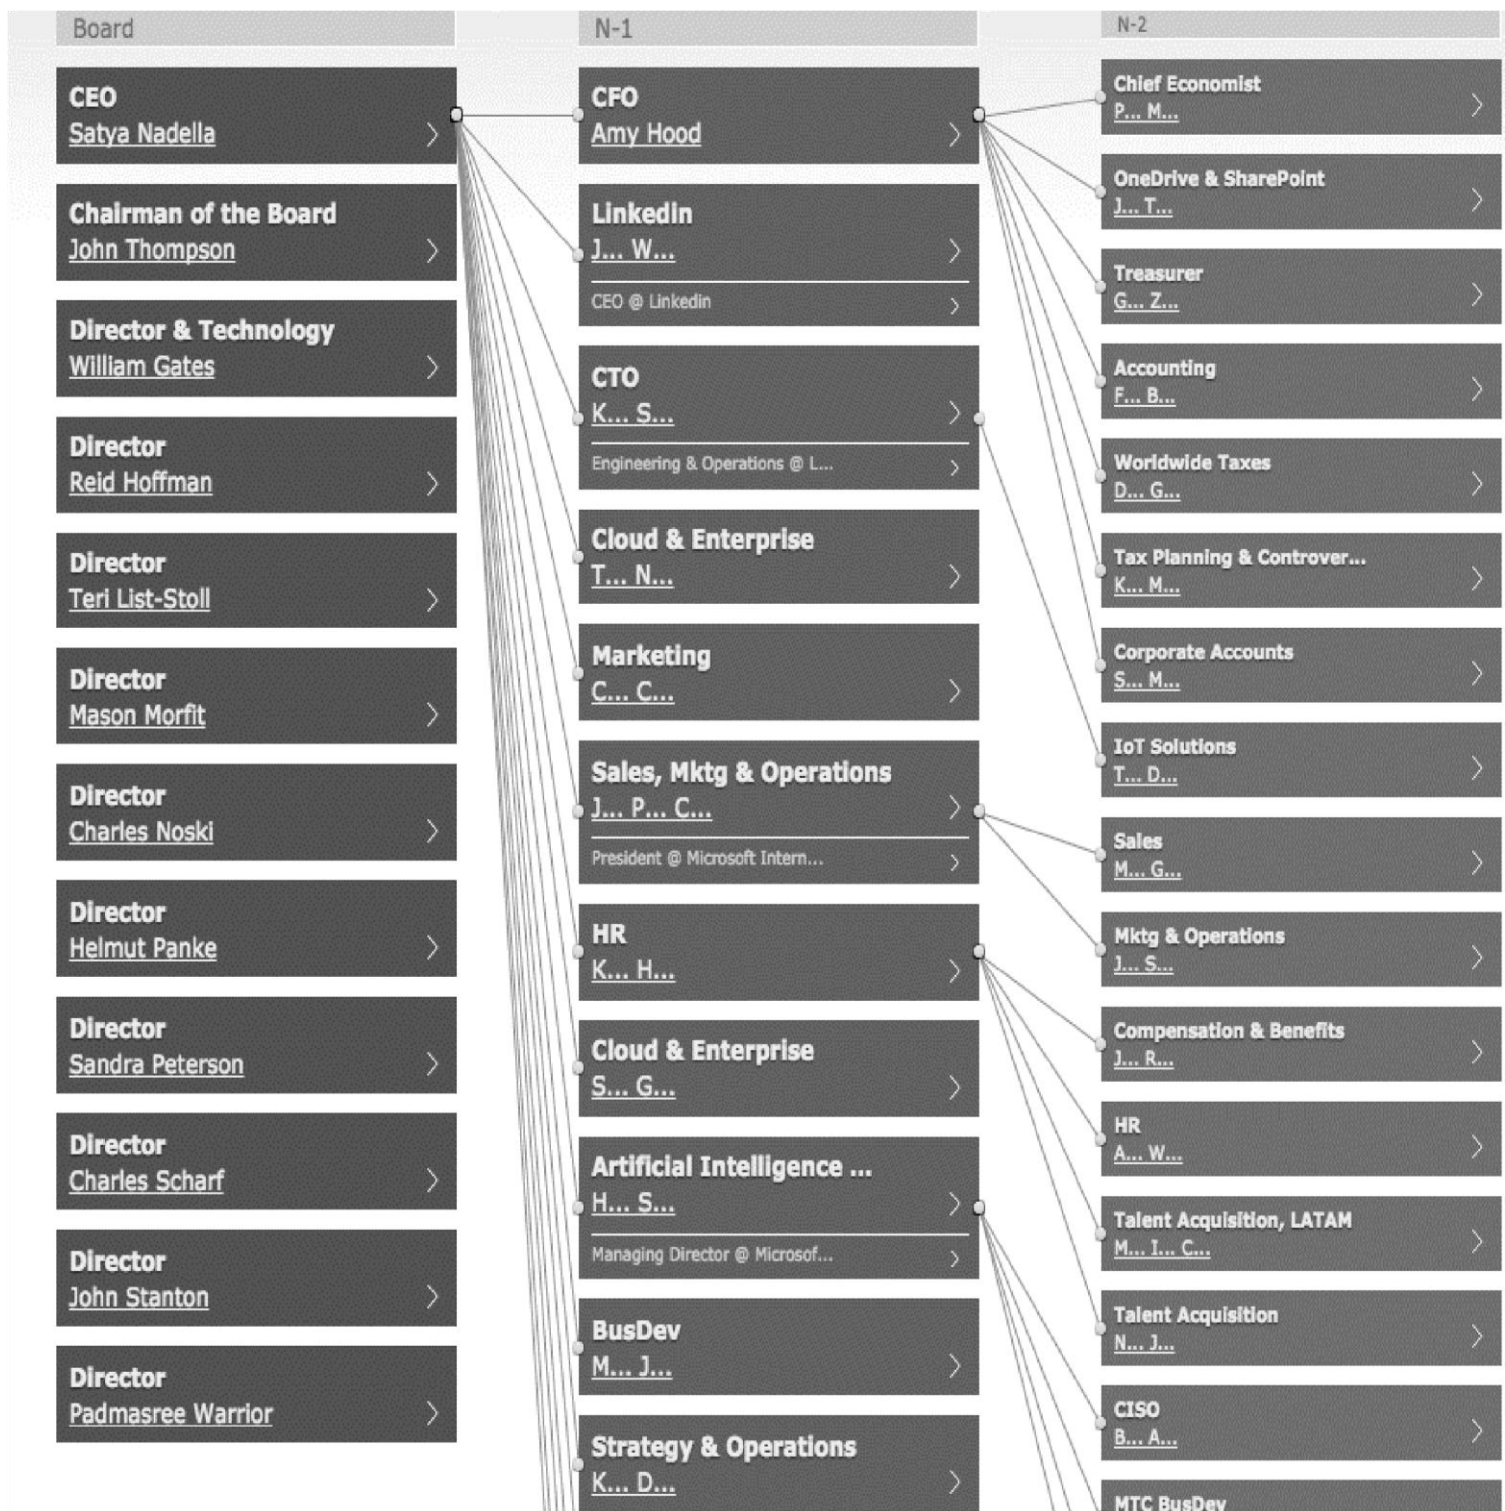 Board
CEO
Satya Nadella
Chairman of the Board
John Thompson
Director & Technology
William Gates
Director
Reid Hoffman
Director
Teri List-Stoll
Director
Mason Morfit
Director
Charles Noski
Director
Helmut Panke
Director
Sandra Peterson
Director
Charles Scharf
Director
John Stanton
Director
Padmasree Warrior
N-1
CFO
Amy Hood
Linkedin
J... W...
CEO @ Linkedin
CTO
K... S...
Engineering & Operations @ L...
Cloud & Enterprise
T... N...
Marketing
C... C...
Sales, Mktg & Operations
J... P... C...
President @ Microsoft Intern...
HR
K... H...
Cloud & Enterprise
S... G...
Artificial Intelligence ...
H... S...
Managing Director @ Microsof...
BusDev
M... J...
Strategy & Operations
K... D...
N-2
Chief Economist
P... M...
OneDrive & SharePoint
J... T...
Treasurer
G... Z...
Accounting
F... B...
Worldwide Taxes
D... G...
Tax Planning & Controver...
K... M...
Corporate Accounts
S... M...
IoT Solutions
T... D...
Sales
M... G...
Mktg & Operations
J... S...
Compensation & Benefits
J... R...
HR
A... W...
Talent Acquisition, LATAM
M... I... C...
Talent Acquisition
N... J...
CISO
B... A...
MTC BusDev